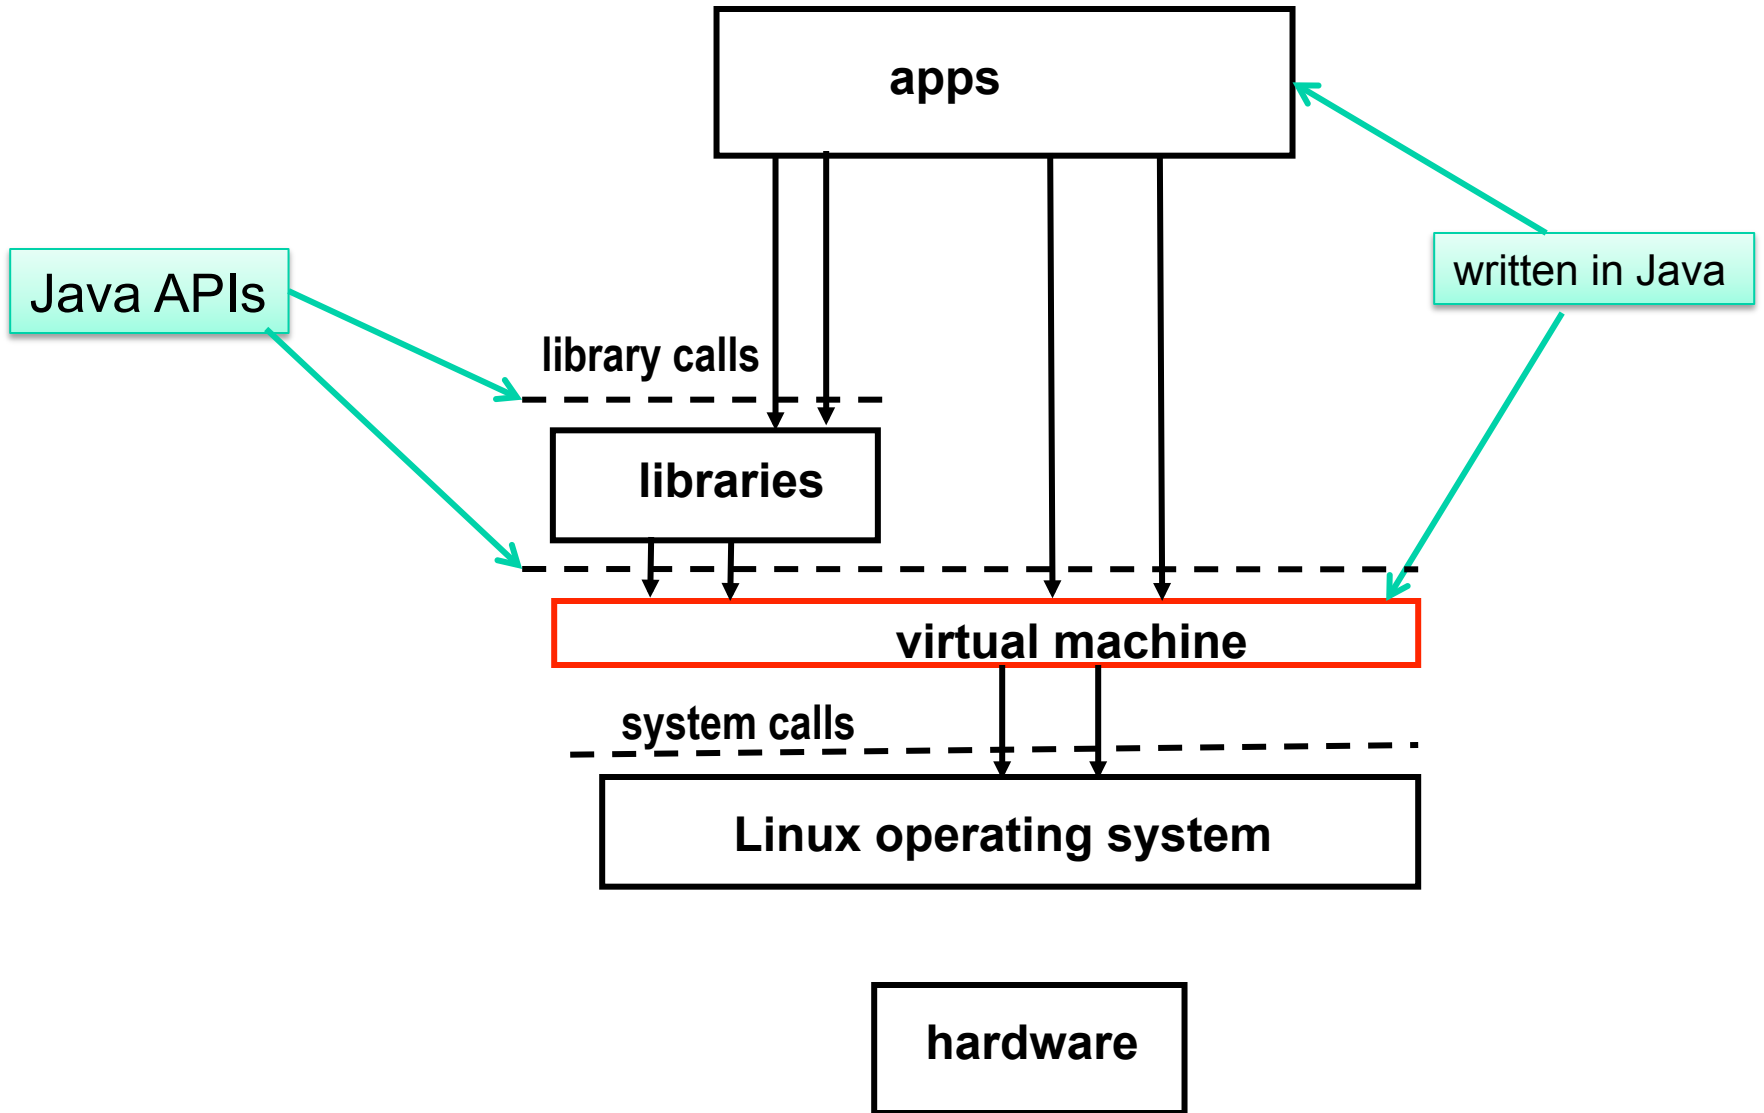 apps
written in Java
Java APIs
library calls
libraries
virtual machine
system calls
Linux operating system
hardware